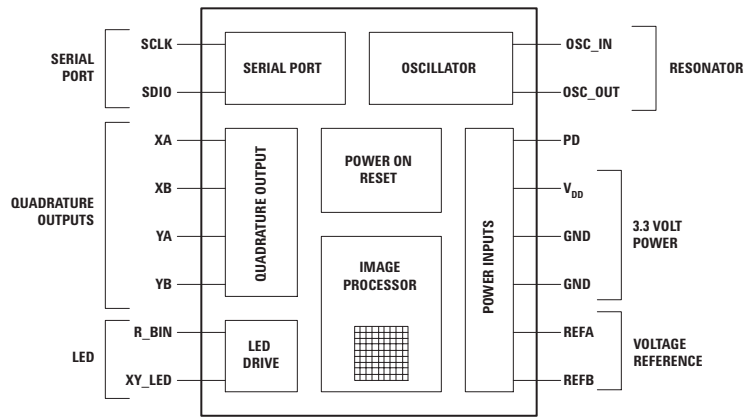 SERIAL
PORT
SCLK
SDIO
SERIAL PORT
OSCILLATOR
OSC_IN
OSC_OUT
RESONATOR
QUADRATURE
OUTPUTS
XA
XB
YA
YB
QUADRATURE OUTPUT
POWER ON
RESET
IMAGE
PROCESSOR
POWER INPUTS
PD
VDD
GND
GND
3.3 VOLT
POWER
LED
R_BIN
XY_LED
LED
DRIVE
REFA
REFB
VOLTAGE
REFERENCE